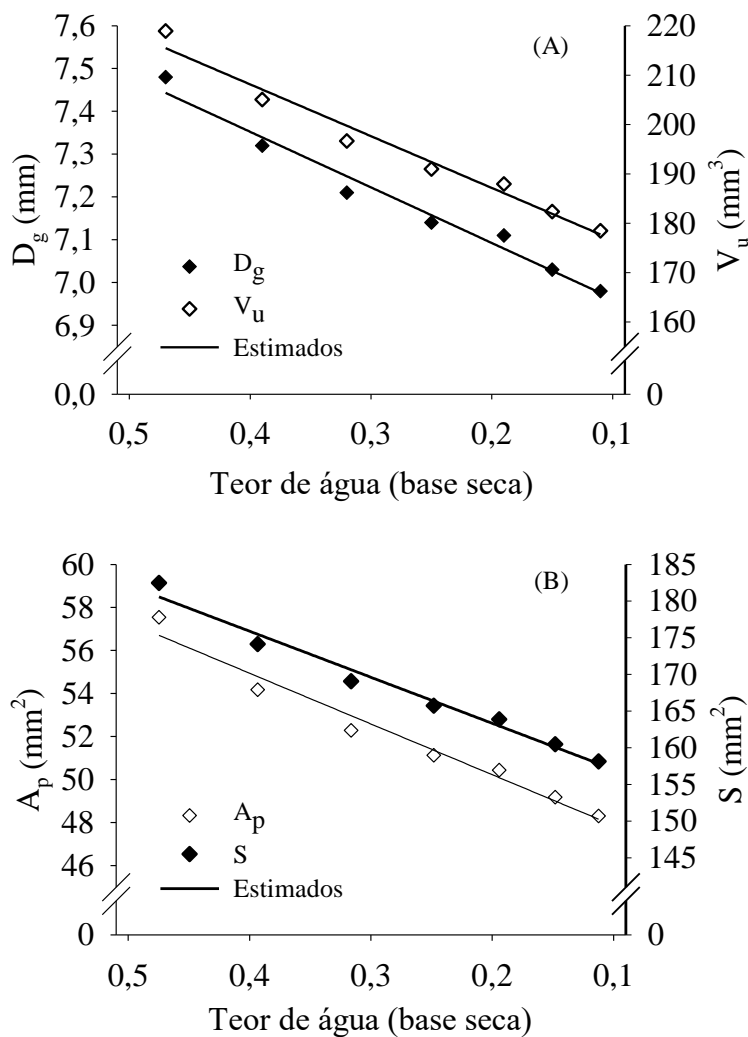 7,6
7,5
7,4
7,3
7,2
7,1
7,0
6,9
0,0
D_g (mm)
(A)
D_g
V_u
Estimados
220
210
200
190
180
170
160
0
V_u (mm^3)
0,5 0,4 0,3 0,2 0,1
Teor de água (base seca)
60
58
56
54
52
50
48
46
0
A_p (mm^2)
(B)
A_p
S
Estimados
185
180
175
170
165
160
155
150
145
0
S (mm^2)
0,5 0,4 0,3 0,2 0,1
Teor de água (base seca)